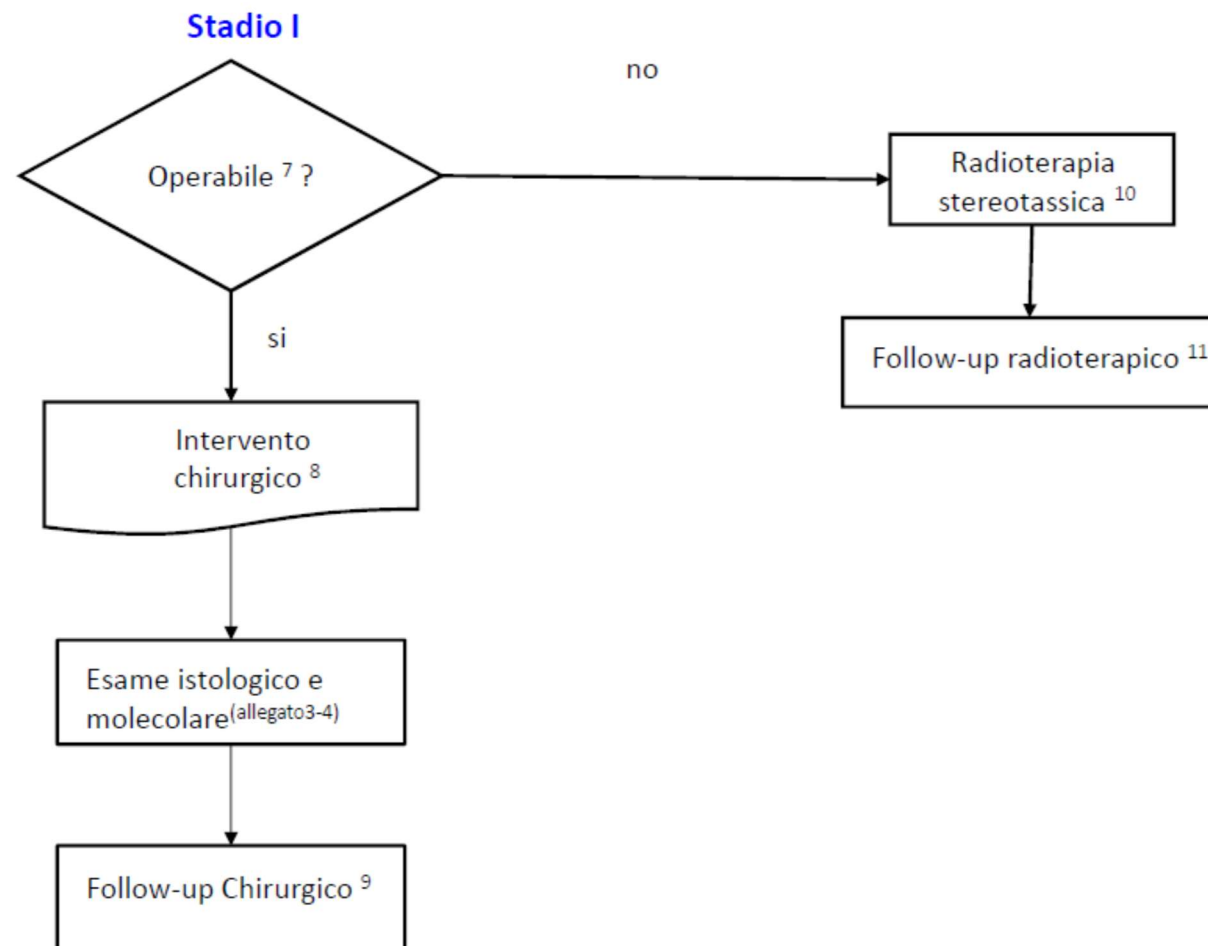 Stadio I
no
Operabile 7 ?
Radioterapia
stereotassica 10
si
Follow-up radioterapico 11
Intervento
chirurgico 8
Esame istologico e
molecolare(allegato3-4)
Follow-up Chirurgico 9